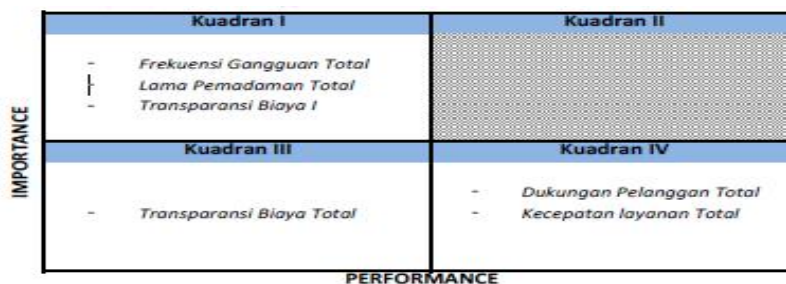 Kuadran I
Kuadran II
- Frekuensi Gangguan Total
- Lama Pemadaman Total
- Transparansi Biaya I
IMPORTANCE
Kuadran III
Kuadran IV
- Transparansi Biaya Total
- Dukungan Pelanggan Total
- Kecepatan layanan Total
PERFORMANCE